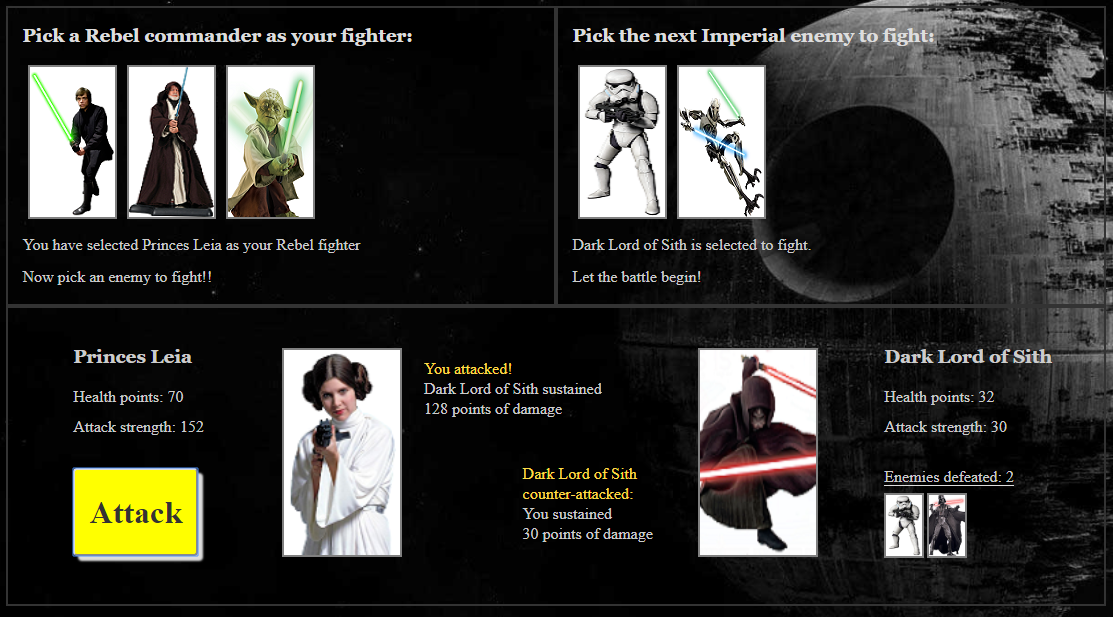 Pick a Rebel commander as your fighter:
You have selected Princes Leia as your Rebel fighter
Now pick an enemy to fight!!
Pick the next Imperial enemy to fight:
Dark Lord of Sith is selected to fight.
Let the battle begin!
Princes Leia
Health points: 70
Attack strength: 152
Attack
You attacked!
Dark Lord of Sith sustained
128 points of damage
Dark Lord of Sith
counter-attacked:
You sustained
30 points of damage
Dark Lord of Sith
Health points: 32
Attack strength: 30
Enemies defeated: 2